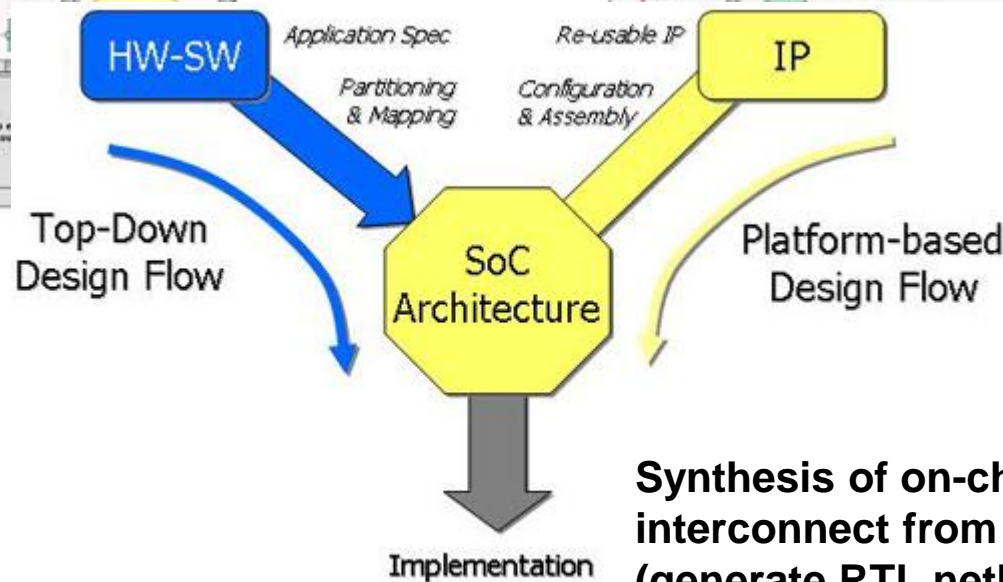 HW-SW
Application Spec
Partitioning
& Mapping
Re-usable IP
Configuration
& Assembly
IP
Top-Down
Design Flow
SoC
Architecture
Platform-based
Design Flow
Implementation
Synthesis of on-ch
interconnect from
(generate RTL neth